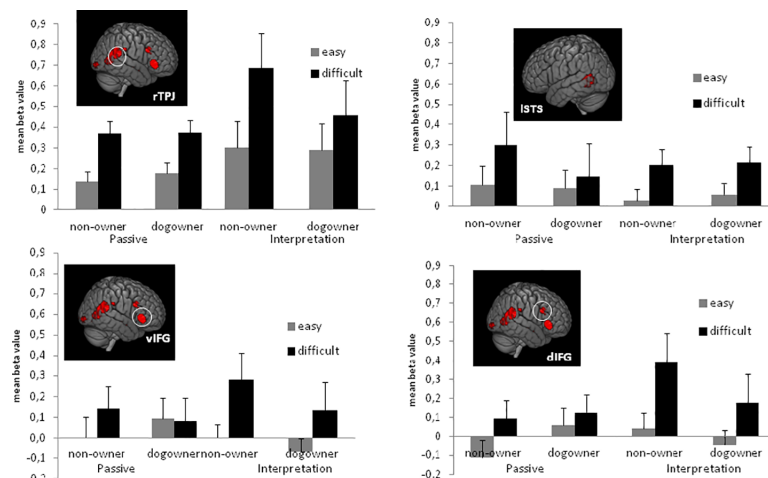 0,9
0,8
0,7
0,6
0,5
0,4
0,3
0,2
0,1
0
mean beta value
rTPJ
easy
difficult
non-owner dogowner non-owner dogowner
Passive Interpretation
0,9
0,8
0,7
0,6
0,5
0,4
0,3
0,2
0,1
0
mean beta value
lSTS
easy
difficult
non-owner dogowner non-owner dogowner
Passive Interpretation
0,9
0,8
0,7
0,6
0,5
0,4
0,3
0,2
0,1
0,0
-0,1
mean beta value
vIFG
easy
difficult
non-owner dogowner non-owner dogowner
Passive Interpretation
0,9
0,8
0,7
0,6
0,5
0,4
0,3
0,2
0,1
0
-0,1
-0,2
mean beta value
dIFG
easy
difficult
non-owner dogowner non-owner dogowner
Passive Interpretation